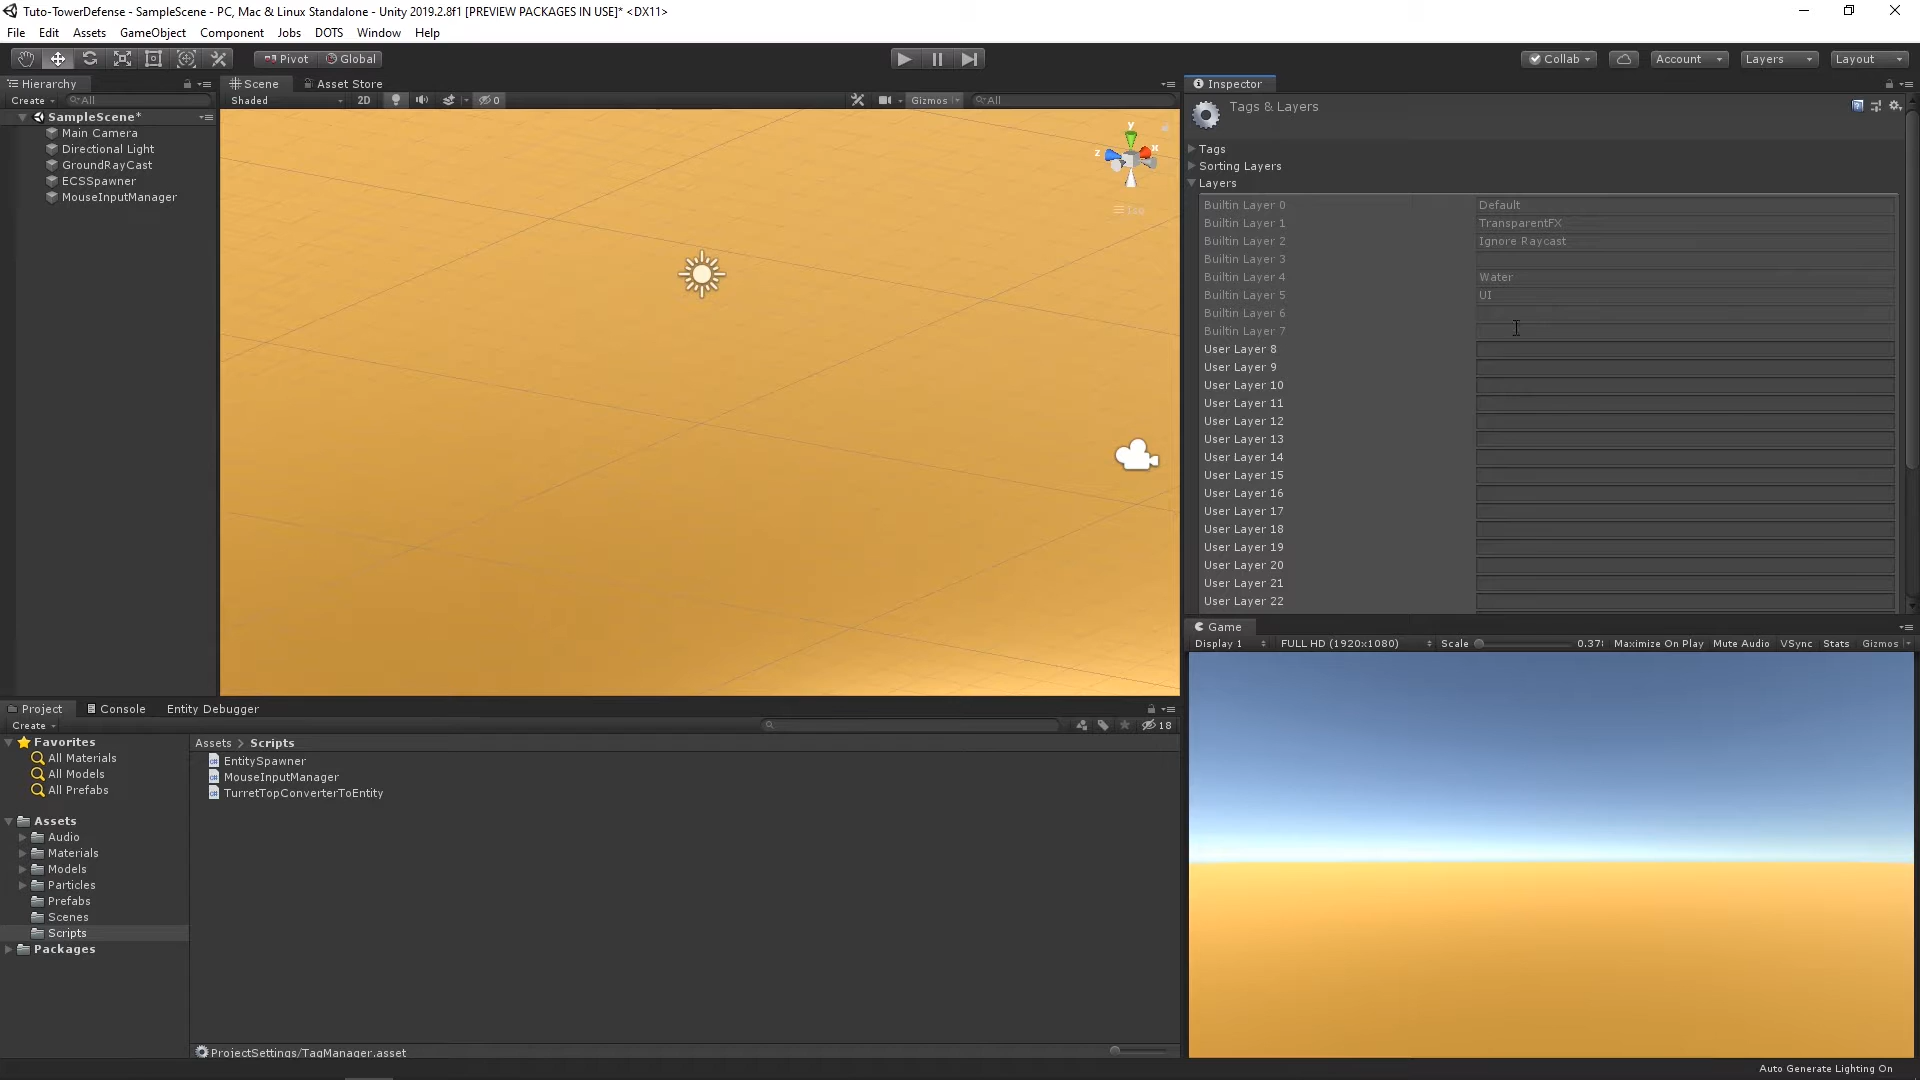 Tuto-TowerDefense - SampleScene - PC, Mac & Linux Standalone - Unity 2019.2.8f1 [PREVIEW PACKAGES IN USE]* <DX11>
File Edit Assets GameObject Component Jobs DOTS Window Help
Pivot Global Collab Account Layers Layout
Hierarchy
Create All
SampleScene*
Main Camera
Directional Light
GroundRayCast
ECSSpawner
MouseInputManager
Scene Asset Store
Shaded 2D 0 Gizmos All
y
z x
Top
Inspector
Tags & Layers
Tags
Sorting Layers
Layers
Builtin Layer 0 Default
Builtin Layer 1 TransparentFX
Builtin Layer 2 Ignore Raycast
Builtin Layer 3
Builtin Layer 4 Water
Builtin Layer 5 UI
Builtin Layer 6
Builtin Layer 7
User Layer 8
User Layer 9
User Layer 10
User Layer 11
User Layer 12
User Layer 13
User Layer 14
User Layer 15
User Layer 16
User Layer 17
User Layer 18
User Layer 19
User Layer 20
User Layer 21
User Layer 22
Game
Display 1 FULL HD (1920x1080) Scale 0.37 Maximize On Play Mute Audio VSync Stats Gizmos
Project Console Entity Debugger
Create 18
Favorites
All Materials
All Models
All Prefabs
Assets
Audio
Materials
Models
Particles
Prefabs
Scenes
Scripts
Packages
Assets > Scripts
EntitySpawner
MouseInputManager
TurretTopConverterToEntity
ProjectSettings/TagManager.asset
Auto Generate Lighting On